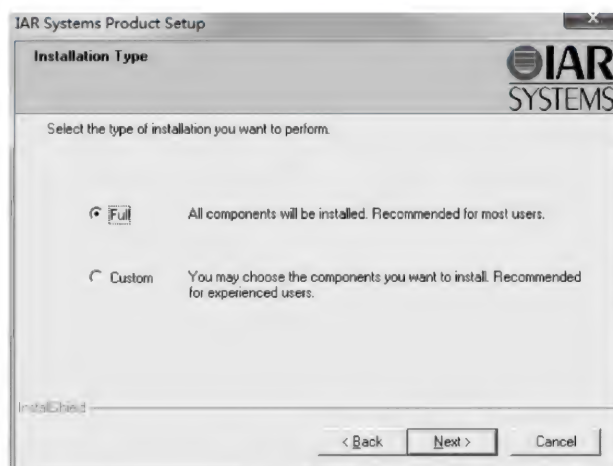 IAR Systems Product Setup
Installation Type
IAR
SYSTEMS
Select the type of installation you want to perform.
Full
All components will be installed. Recommended for most users.
Custom
You may choose the components you want to install. Recommended
for experienced users.
InstallShield
< Back
Next >
Cancel